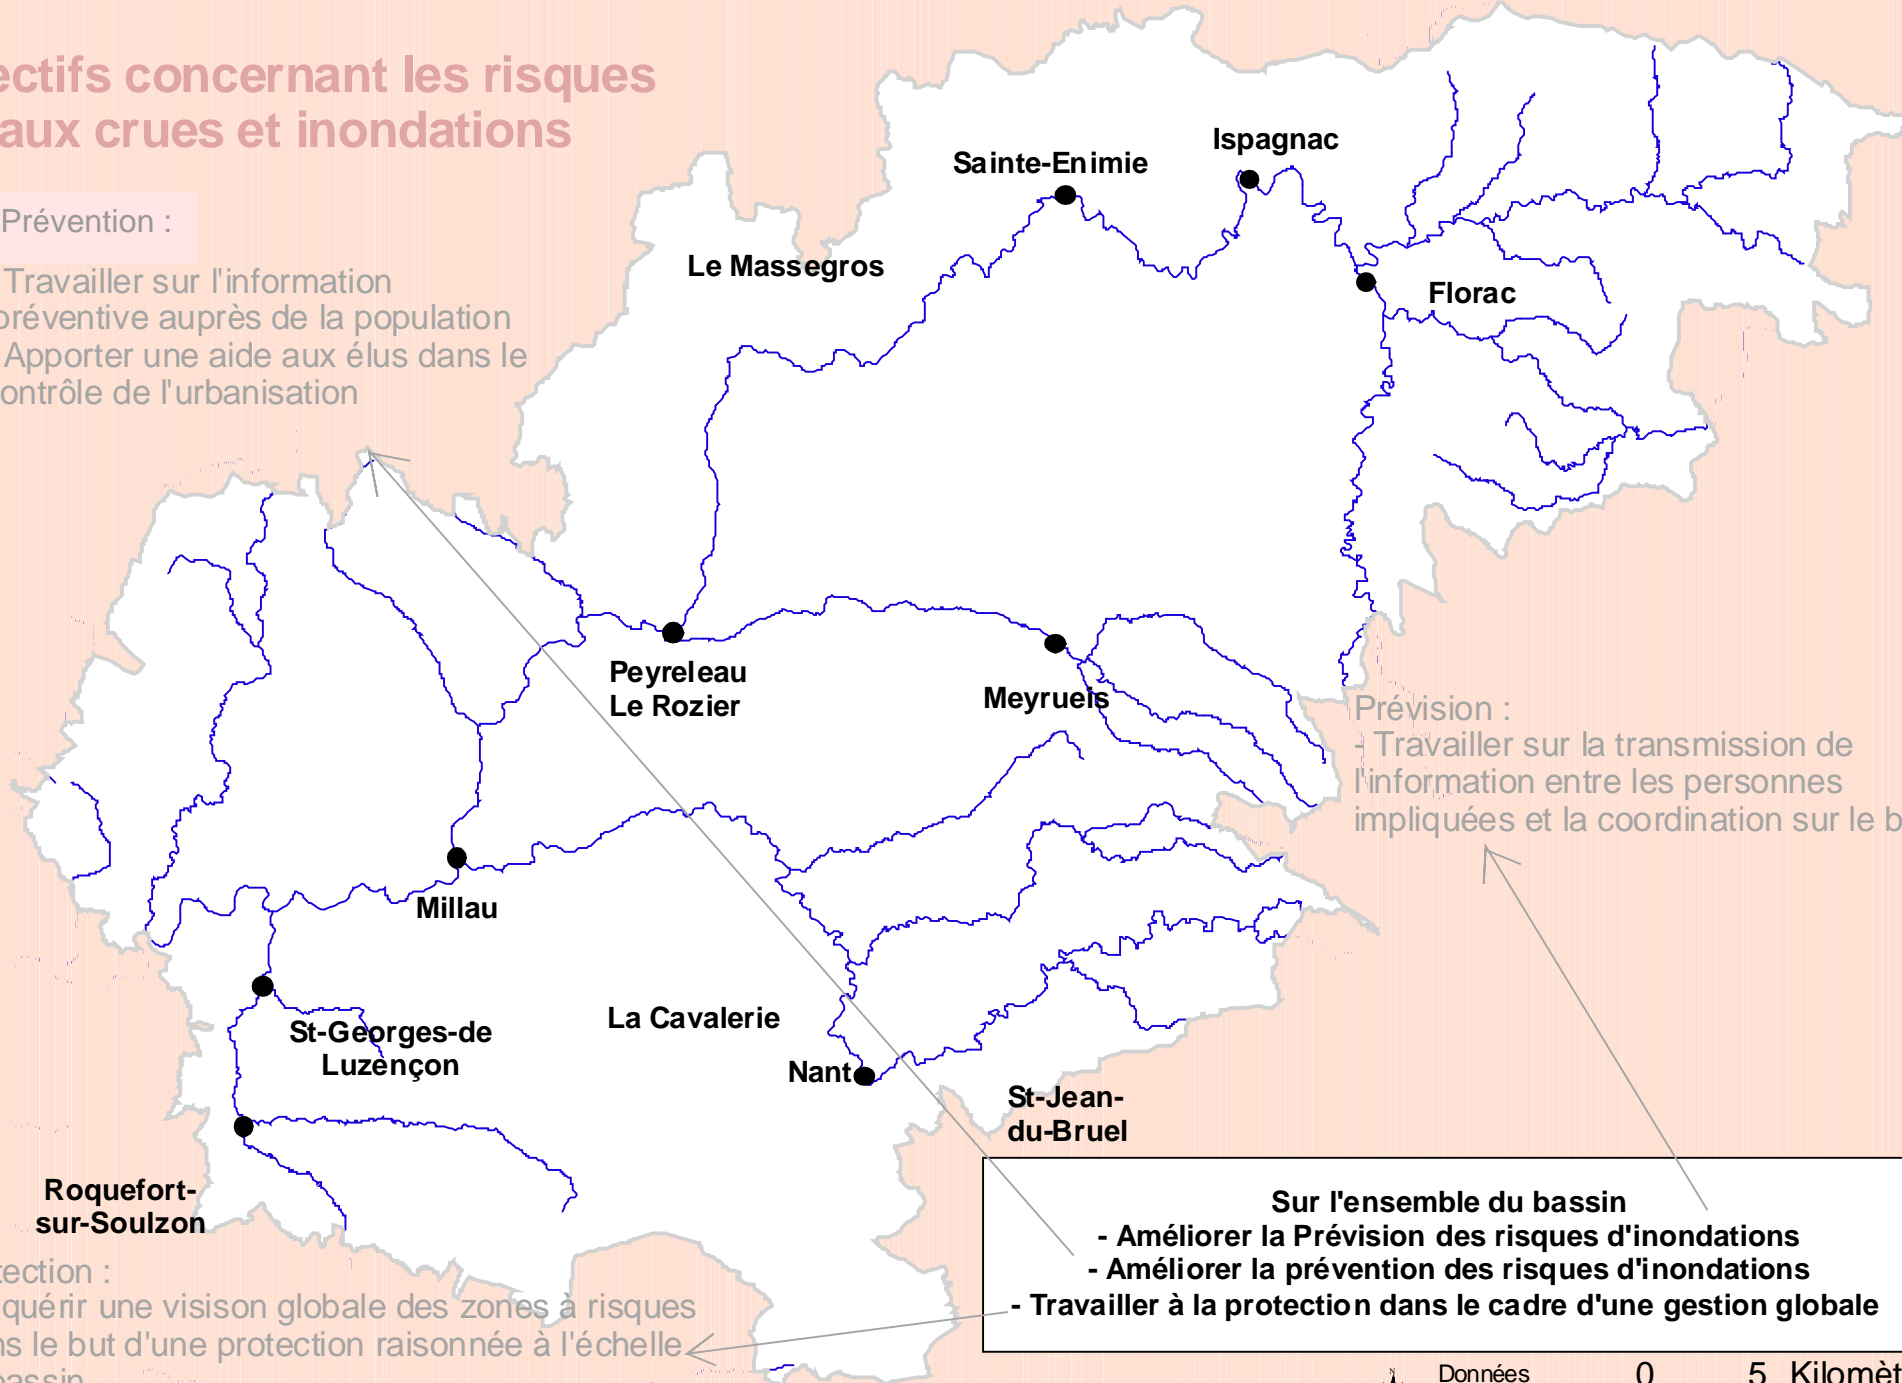 ectifs concernant les risques
aux crues et inondations
Prévention :
Travailler sur l'information
préventive auprès de la population
Apporter une aide aux élus dans le
ontrôle de l'urbanisation
Sainte-Enimie
Ispagnac
Le Massegros
Florac
Peyreleau
Le Rozier
Meyrueis
Prévision :
- Travailler sur la transmission de
l'information entre les personnes
impliquées et la coordination sur le b
Millau
St-Georges-de
Luzençon
La Cavalerie
Nant
St-Jean-
du-Bruel
Roquefort-
sur-Soulzon
Sur l'ensemble du bassin
- Améliorer la Prévision des risques d'inondations
- Améliorer la prévention des risques d'inondations
- Travailler à la protection dans le cadre d'une gestion globale
tection :
quérir une visison globale des zones à risques
ns le but d'une protection raisonnée à l'échelle
bassin
N
Données
0 5 Kilomèt